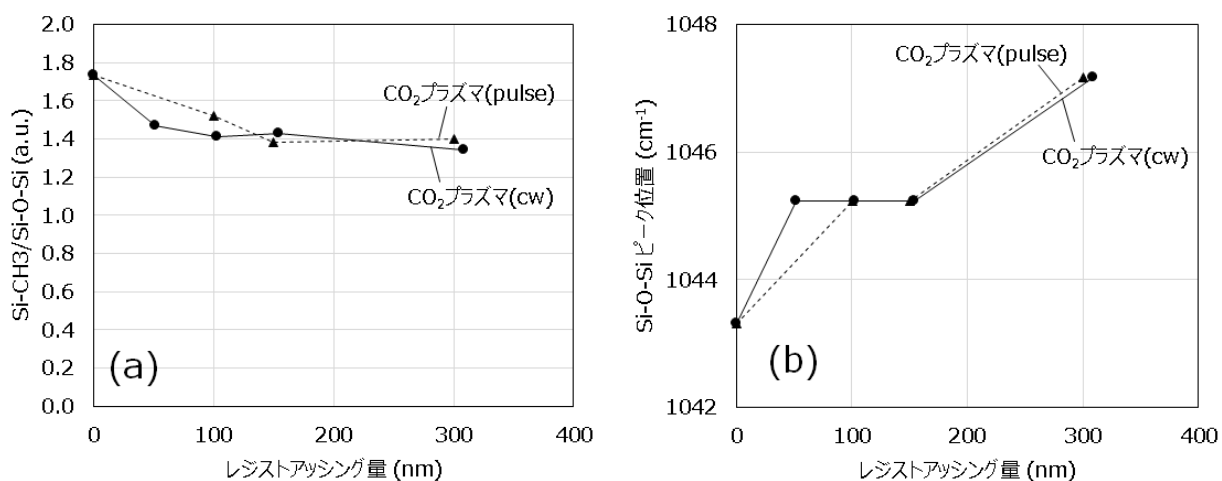 2.0
1.8
1.6
1.4
1.2
1.0
0.8
0.6
0.4
0.2
0.0
Si-CH3/Si-O-Si (a.u.)
CO₂プラズマ(pulse)
CO₂プラズマ(cw)
(a)
0 100 200 300 400
レジストアッシング量 (nm)
1048
1046
1044
1042
Si-O-Si ピーク位置 (cm⁻¹)
CO₂プラズマ(pulse)
CO₂プラズマ(cw)
(b)
0 100 200 300 400
レジストアッシング量 (nm)